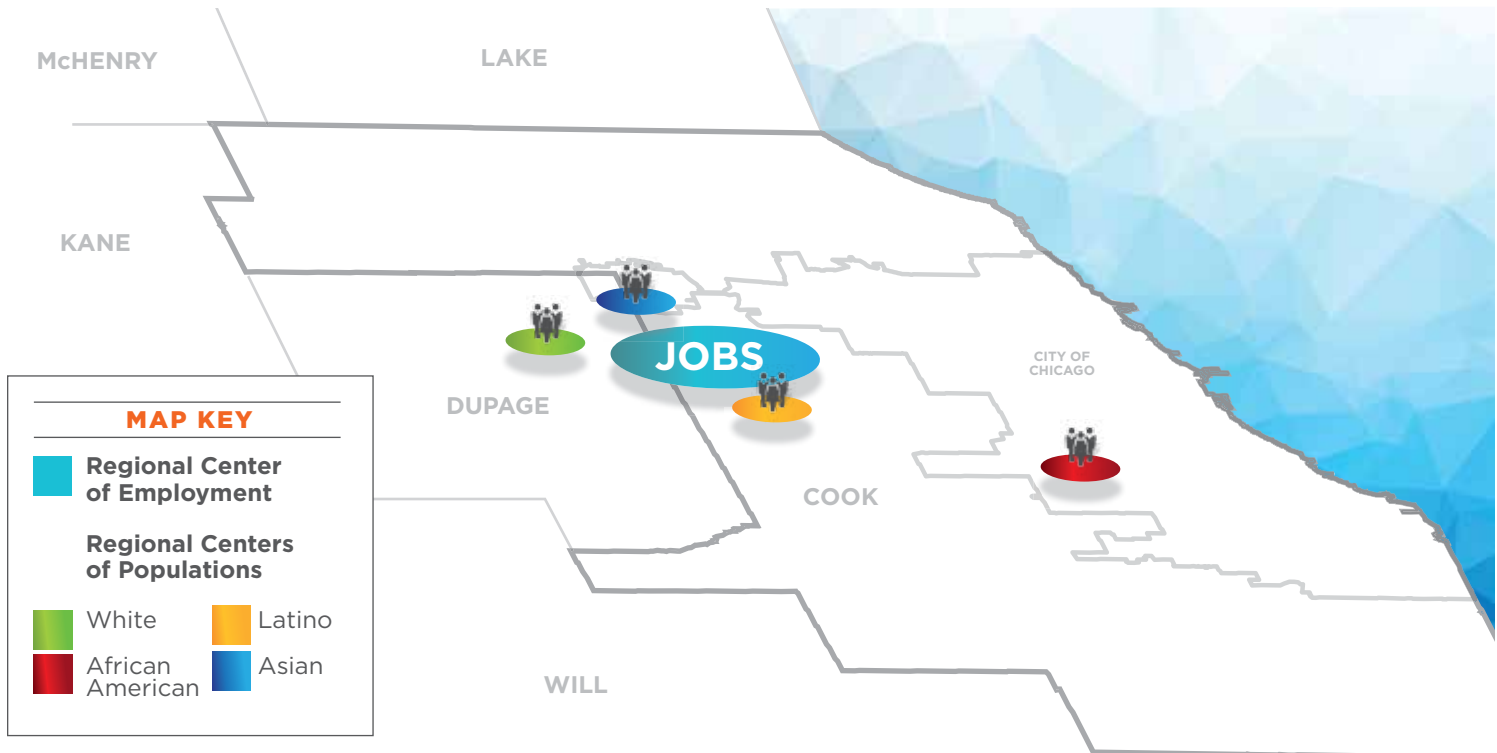 McHENRY
LAKE
KANE
JOBS
CITY OF
CHICAGO
DUPAGE
COOK
WILL
MAP KEY
Regional Center
of Employment
Regional Centers
of Populations
White
Latino
African
American
Asian